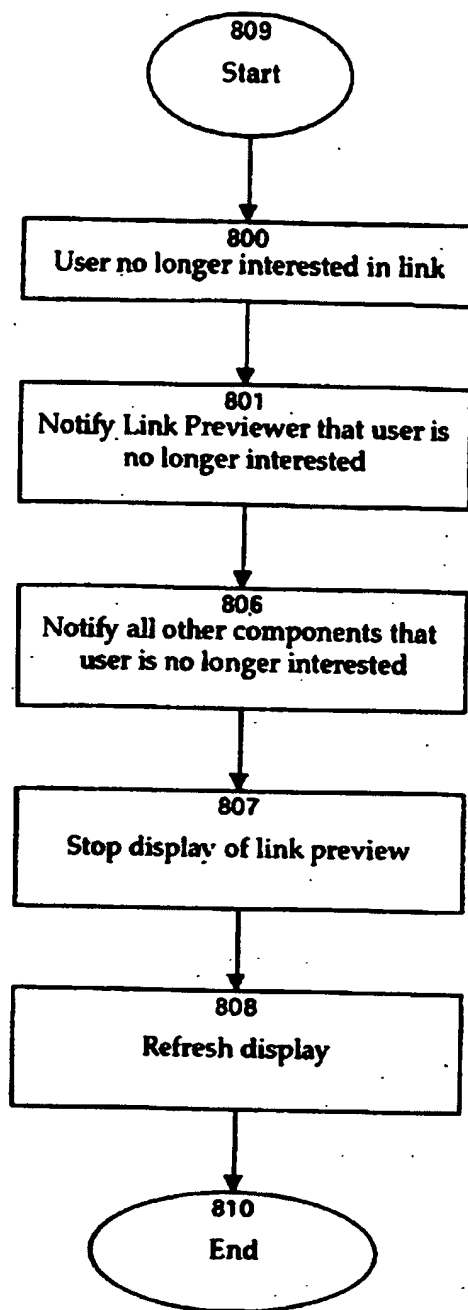 809
Start
800
User no longer interested in link
801
Notify Link Previewer that user is
no longer interested
806
Notify all other components that
user is no longer interested
807
Stop display of link preview
808
Refresh display
810
End